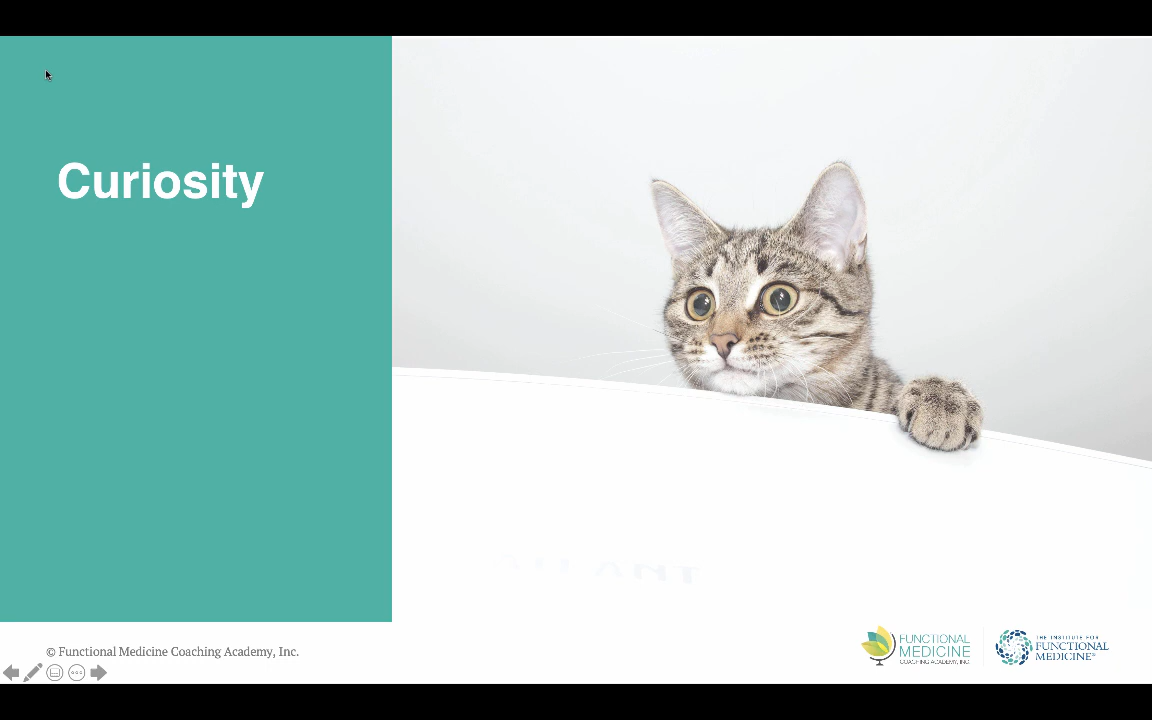 Curiosity
© Functional Medicine Coaching Academy, Inc.
FUNCTIONAL
MEDICINE
COACHING ACADEMY, INC.
THE INSTITUTE FOR
FUNCTIONAL
MEDICINE®